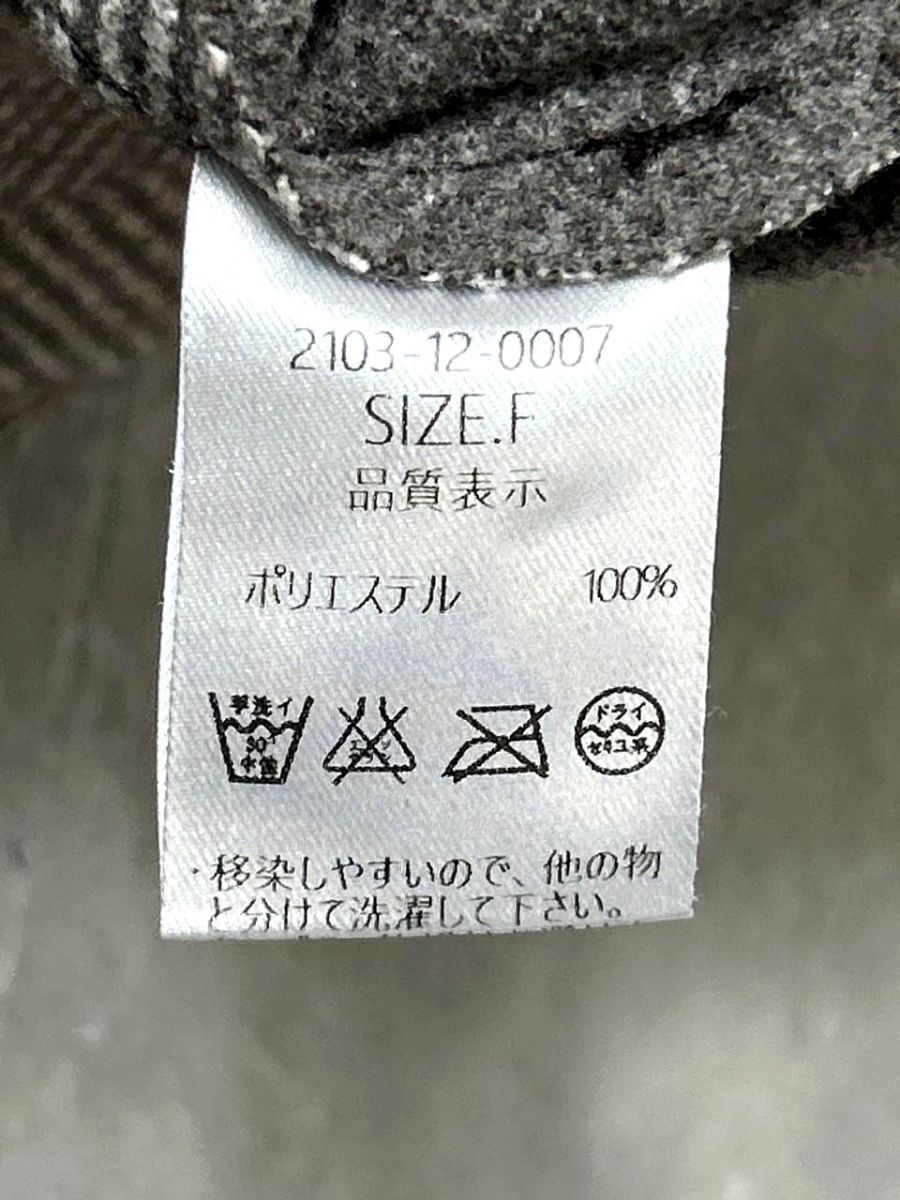 2103-12-0007
SIZE.F
品質表示
ポリエステル 100%
手洗イ
30
中性
ドライ
セキユ系
・移染しやすいので、他の物
と分けて洗濯して下さい。